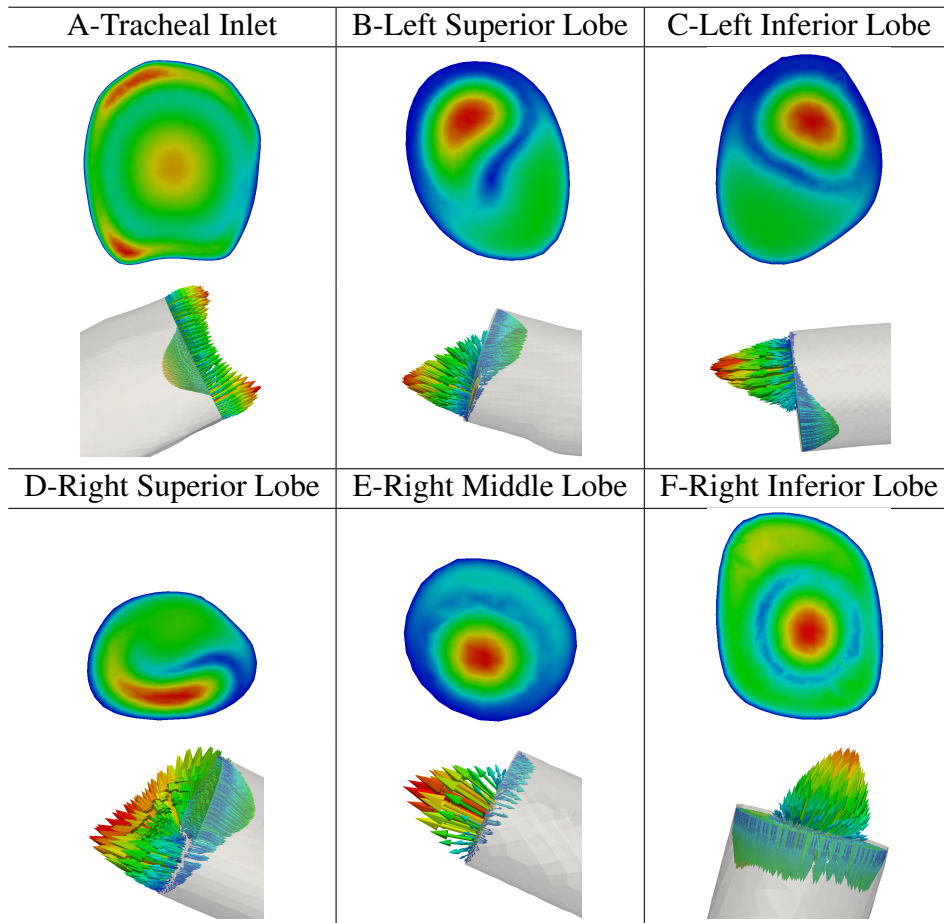 A-Tracheal Inlet
B-Left Superior Lobe
C-Left Inferior Lobe
D-Right Superior Lobe
E-Right Middle Lobe
F-Right Inferior Lobe